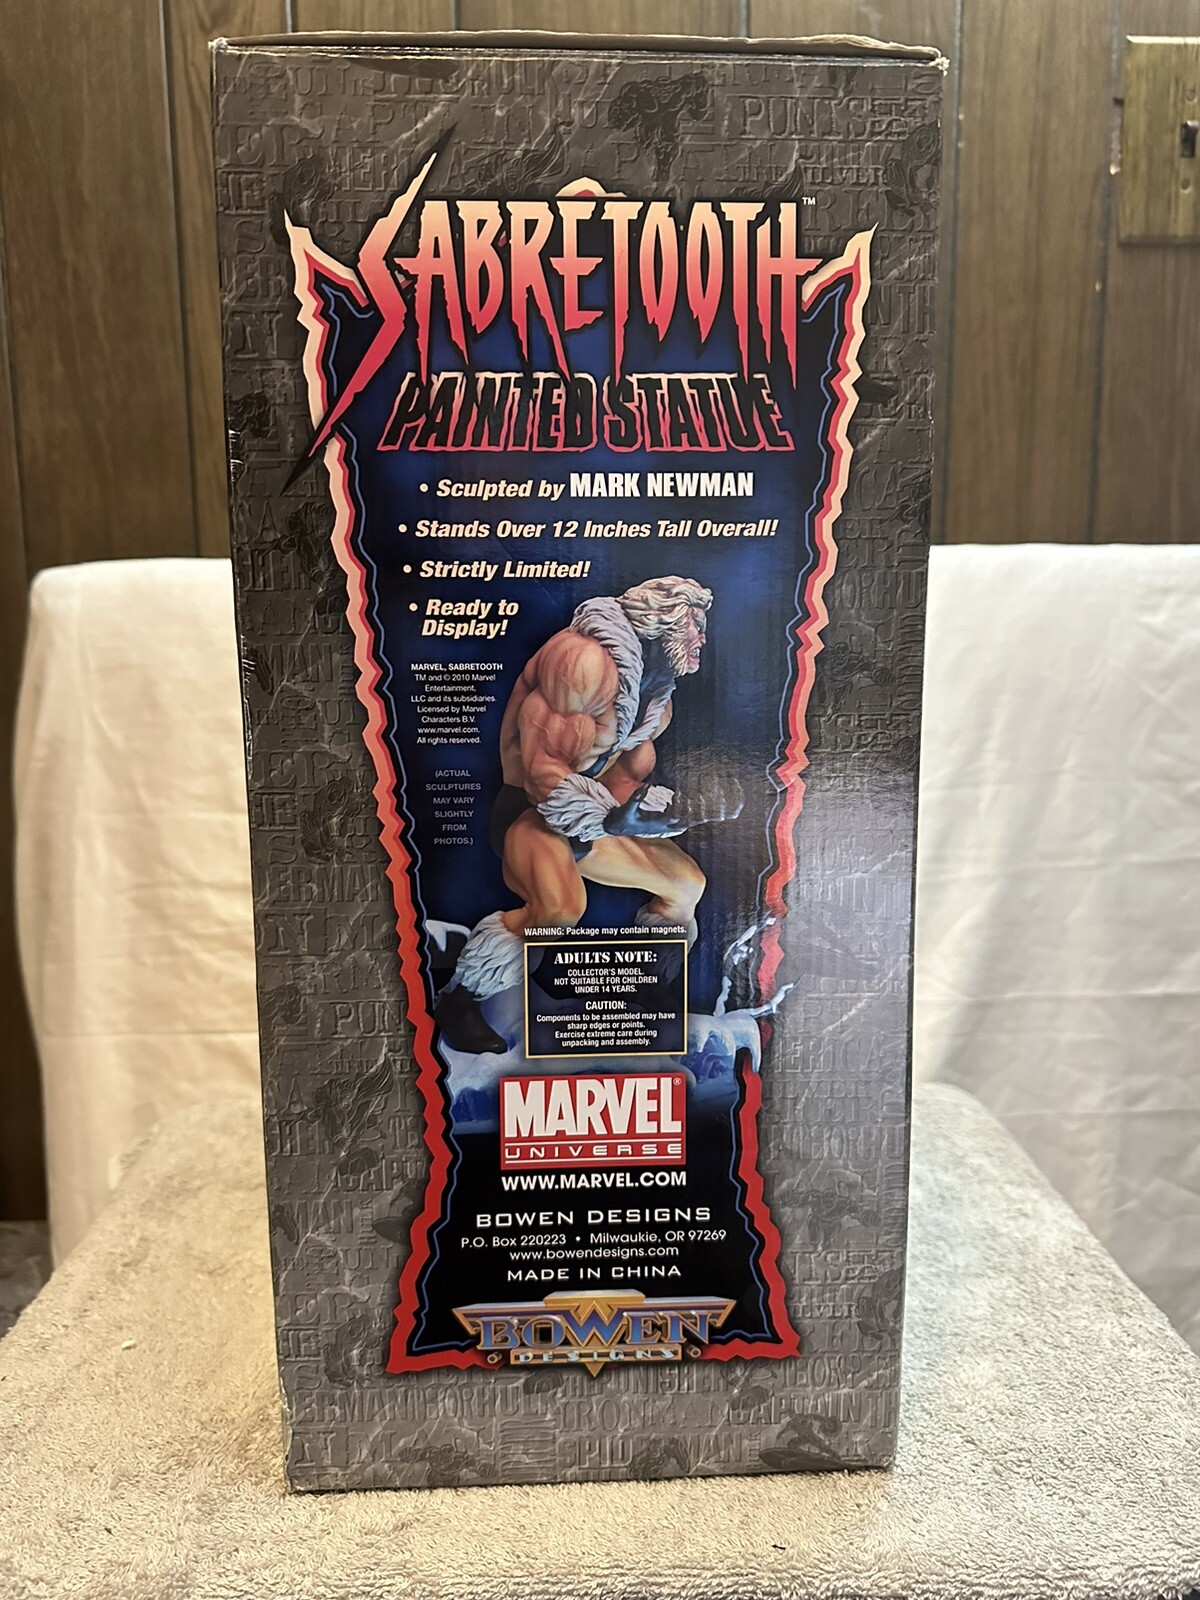 SABRETOOTH™
PAINTED STATUE
• Sculpted by MARK NEWMAN
• Stands Over 12 Inches Tall Overall!
• Strictly Limited!
• Ready to
Display!
MARVEL, SABRETOOTH
TM and © 2010 Marvel
Entertainment,
LLC and its subsidiaries.
Licensed by Marvel
Characters B.V.
www.marvel.com.
All rights reserved.
(ACTUAL
SCULPTURES
MAY VARY
SLIGHTLY
FROM
PHOTOS.)
WARNING: Package may contain magnets.
ADULTS NOTE:
COLLECTOR'S MODEL.
NOT SUITABLE FOR CHILDREN
UNDER 14 YEARS.
CAUTION:
Components to be assembled may have
sharp edges or points.
Exercise extreme care during
unpacking and assembly.
MARVEL®
UNIVERSE
WWW.MARVEL.COM
BOWEN DESIGNS
P.O. Box 220223 • Milwaukie, OR 97269
www.bowendesigns.com
MADE IN CHINA
BOWEN
DESIGNS